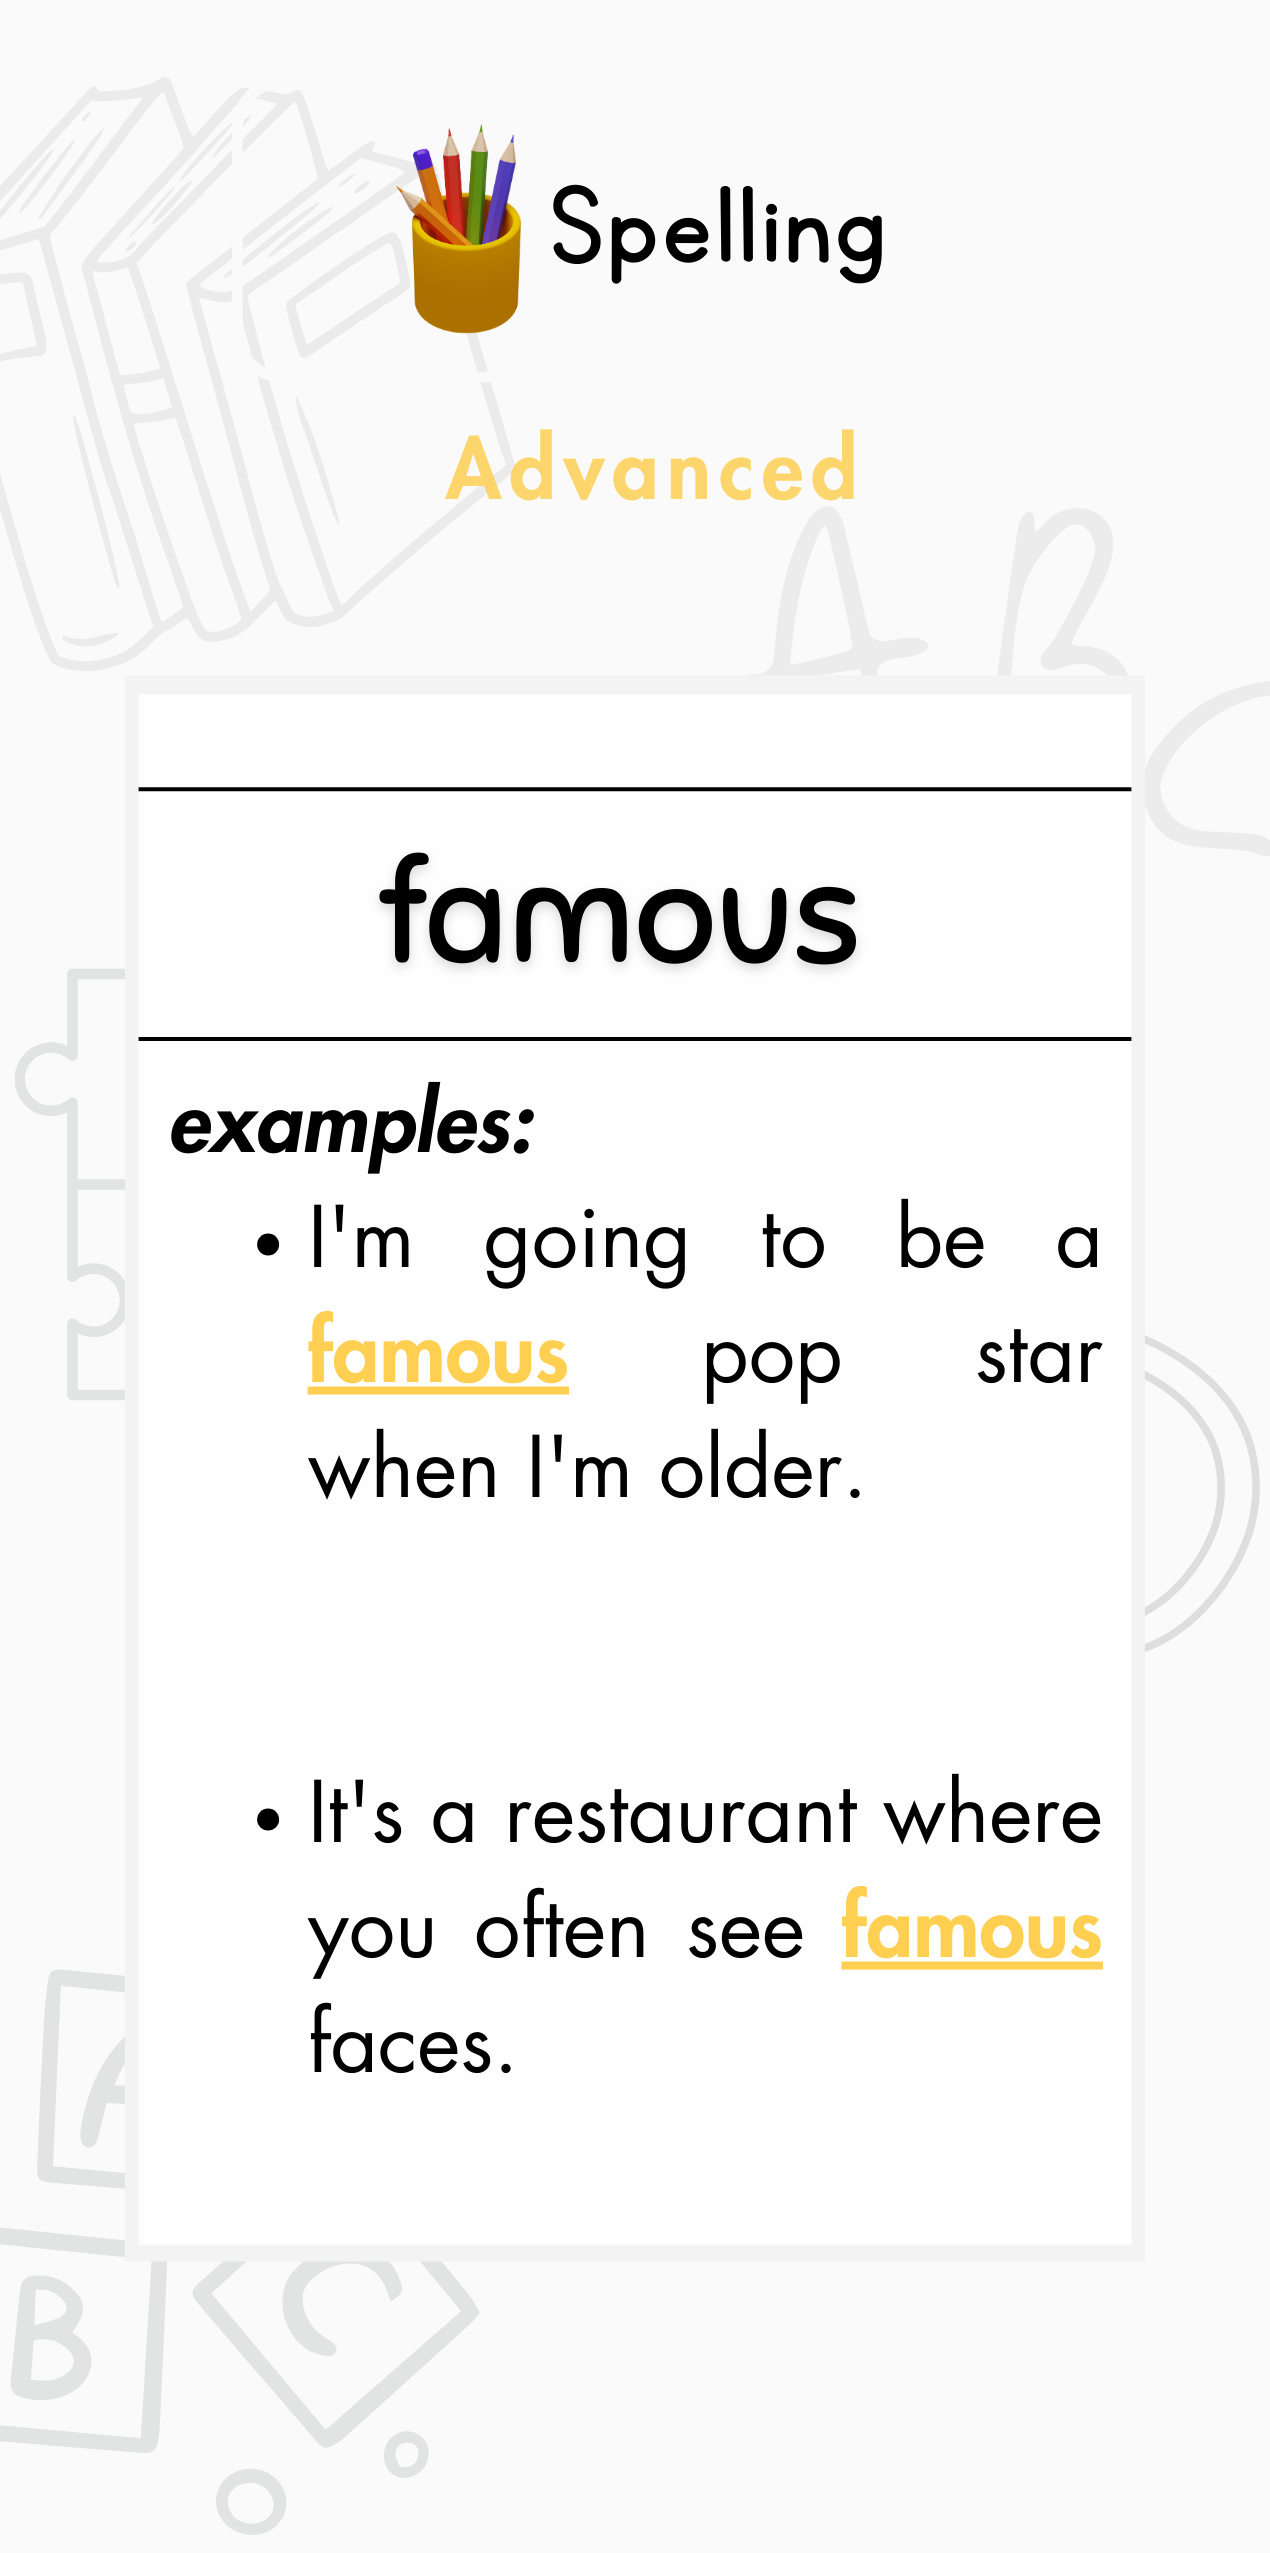 Spelling
Advanced
A B
famous
examples:
• I'm going to be a
famous pop star
when I'm older.
• It's a restaurant where
you often see famous
faces.
A
B C